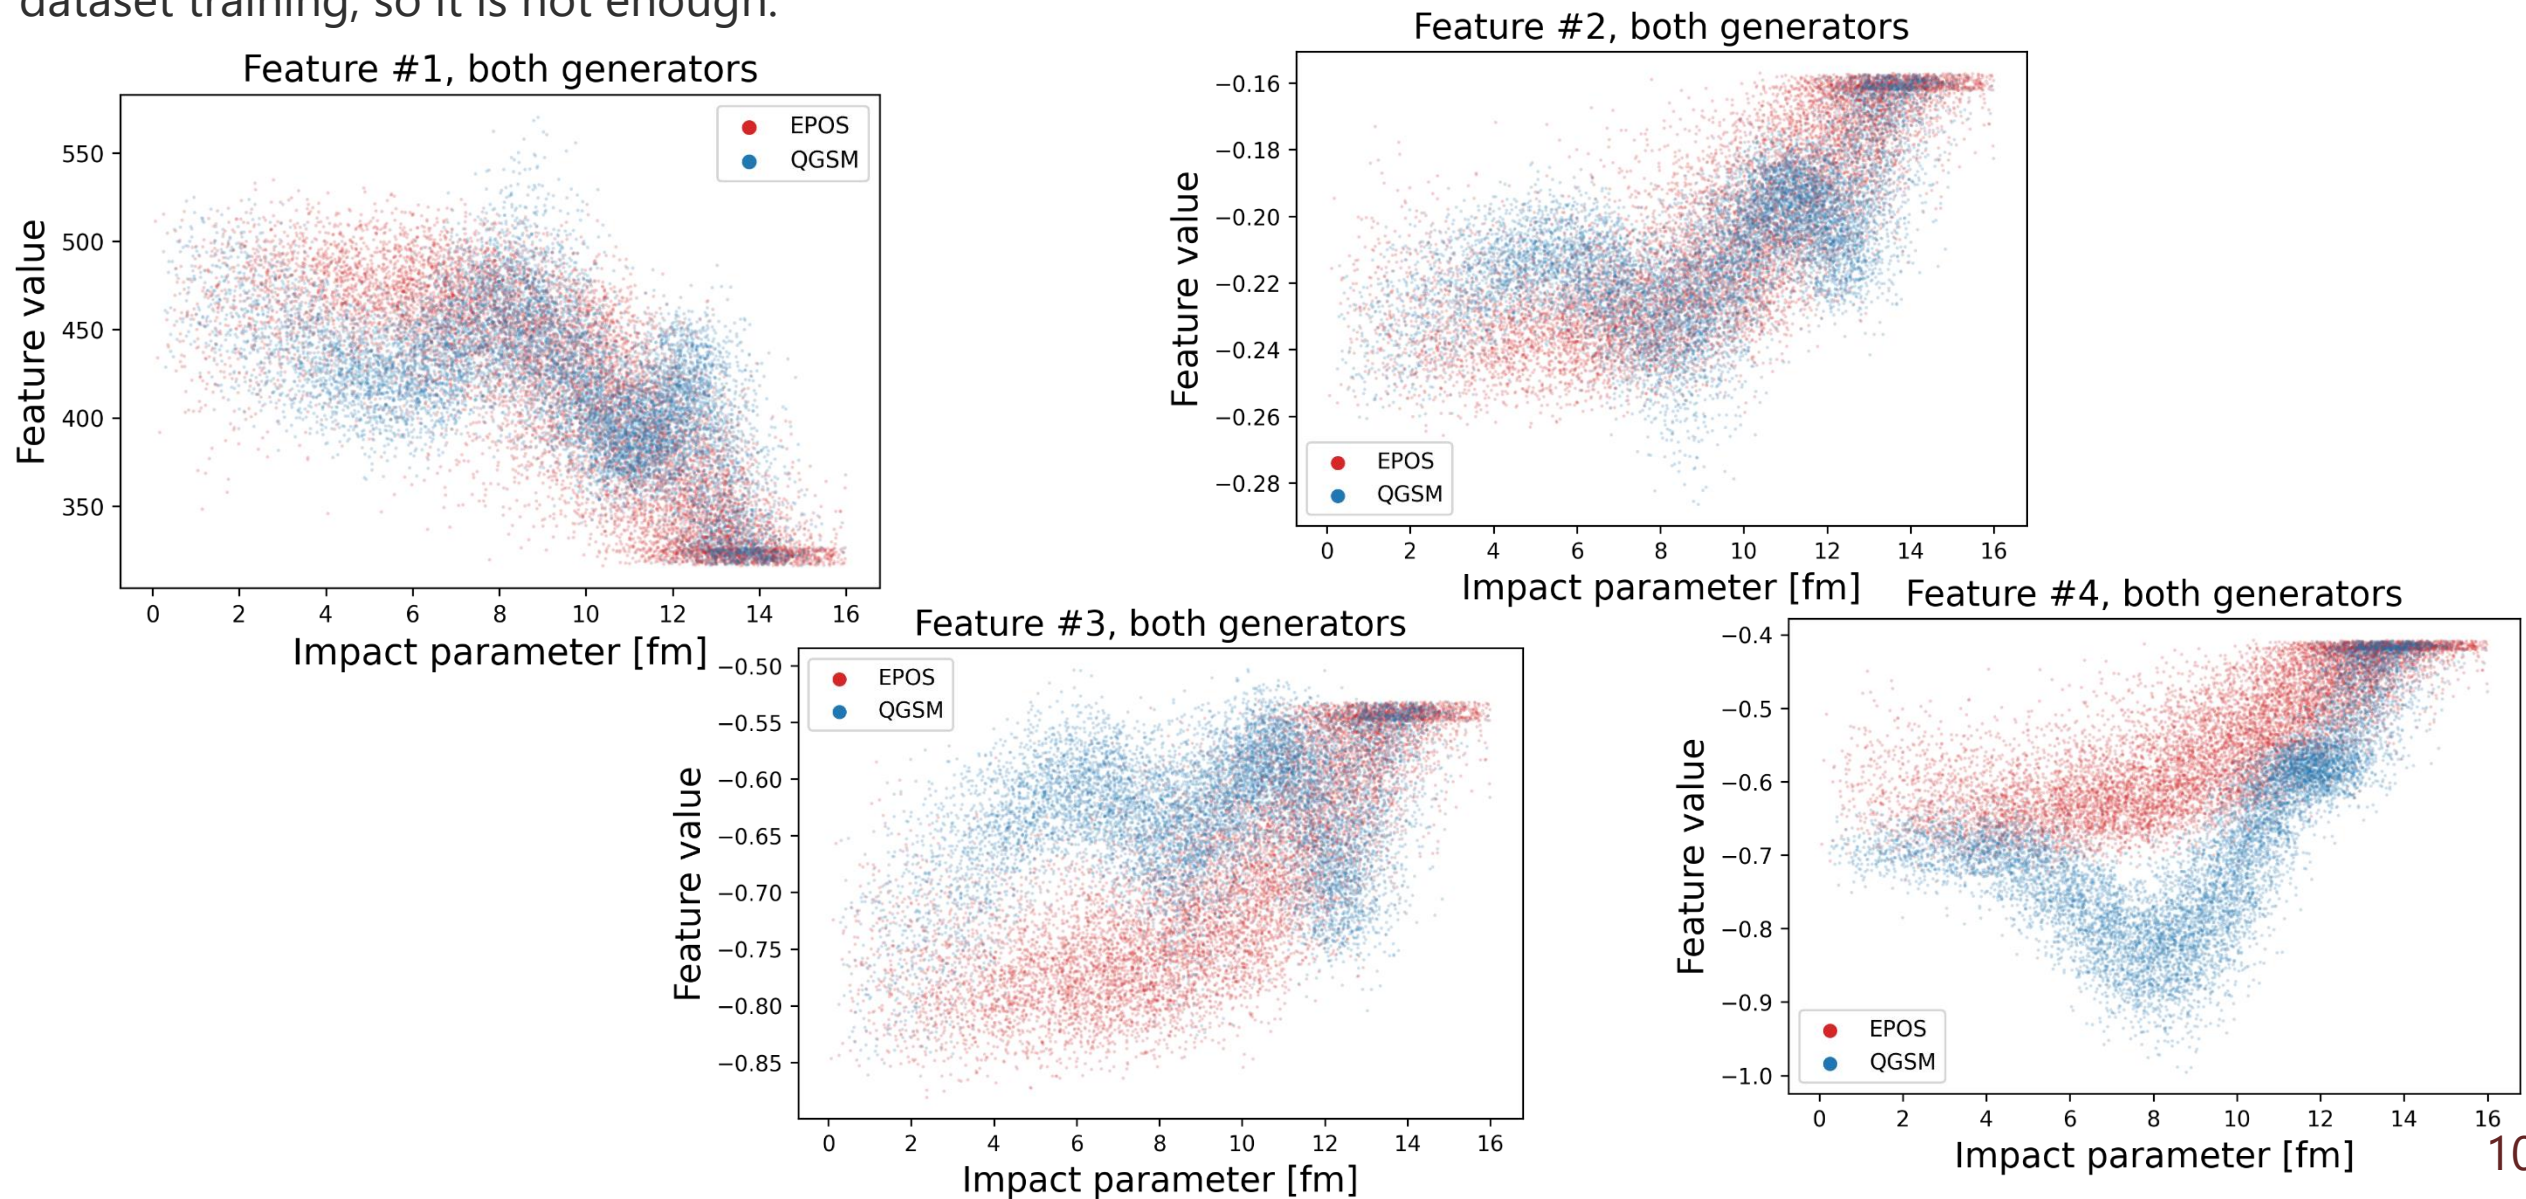 dataset training, so it is not enough.
Feature #1, both generators
Feature value
550
500
450
400
350
EPOS
QGSM
0 2 4 6 8 10 12 14 16
Impact parameter [fm]
Feature #2, both generators
Feature value
−0.16
−0.18
−0.20
−0.22
−0.24
−0.26
−0.28
EPOS
QGSM
0 2 4 6 8 10 12 14 16
Impact parameter [fm]
Feature #3, both generators
Feature value
−0.50
−0.55
−0.60
−0.65
−0.70
−0.75
−0.80
−0.85
EPOS
QGSM
0 2 4 6 8 10 12 14 16
Impact parameter [fm]
Feature #4, both generators
Feature value
−0.4
−0.5
−0.6
−0.7
−0.8
−0.9
−1.0
EPOS
QGSM
0 2 4 6 8 10 12 14 16
Impact parameter [fm]
10